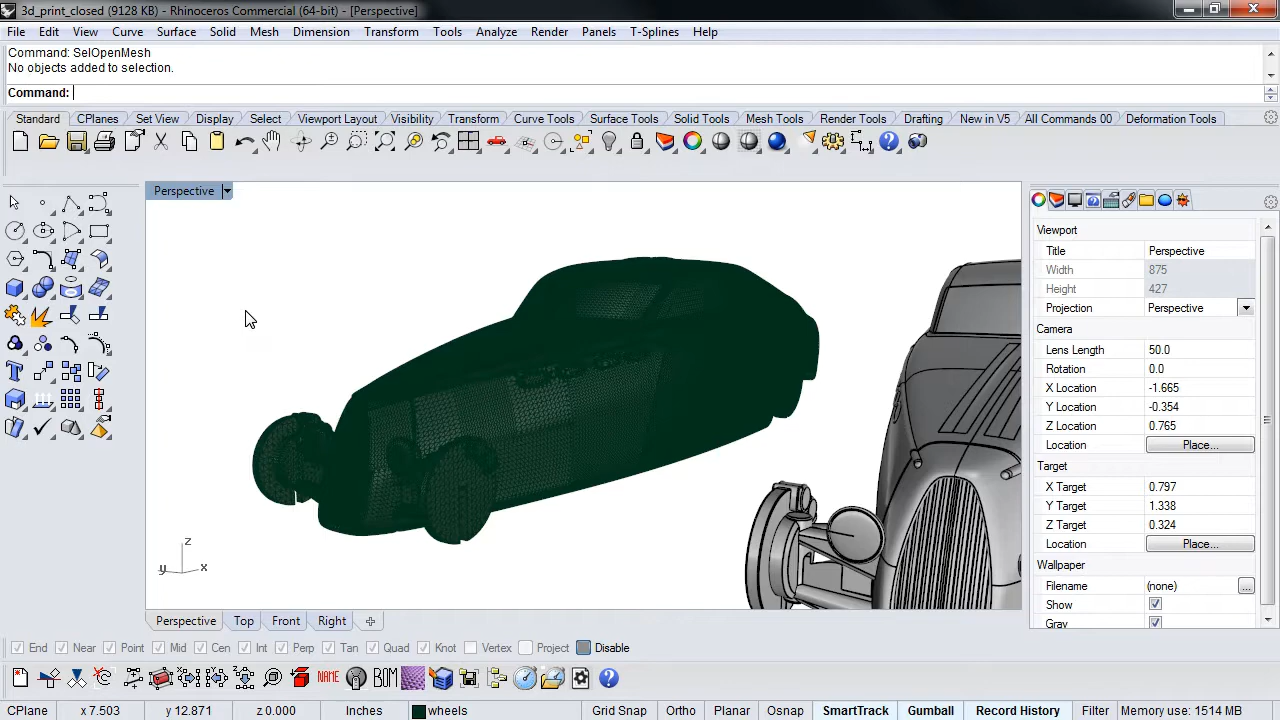 3d_print_closed (9128 KB) - Rhinoceros Commercial (64-bit) - [Perspective]
File Edit View Curve Surface Solid Mesh Dimension Transform Tools Analyze Render Panels T-Splines Help
Command: SelOpenMesh
No objects added to selection.
Command:
Standard CPlanes Set View Display Select Viewport Layout Visibility Transform Curve Tools Surface Tools Solid Tools Mesh Tools Render Tools Drafting New in V5 All Commands 00 Deformation Tools
Perspective
Viewport
Title Perspective
Width 875
Height 427
Projection Perspective
Camera
Lens Length 50.0
Rotation 0.0
X Location -1.665
Y Location -0.354
Z Location 0.765
Location Place...
Target
X Target 0.797
Y Target 1.338
Z Target 0.324
Location Place...
Wallpaper
Filename (none) ...
Show
Gray
z
y x
Perspective Top Front Right
End Near Point Mid Cen Int Perp Tan Quad Knot Vertex Project Disable
NAME BOM
CPlane x 7.503 y 12.871 z 0.000 Inches wheels Grid Snap Ortho Planar Osnap SmartTrack Gumball Record History Filter Memory use: 1514 MB